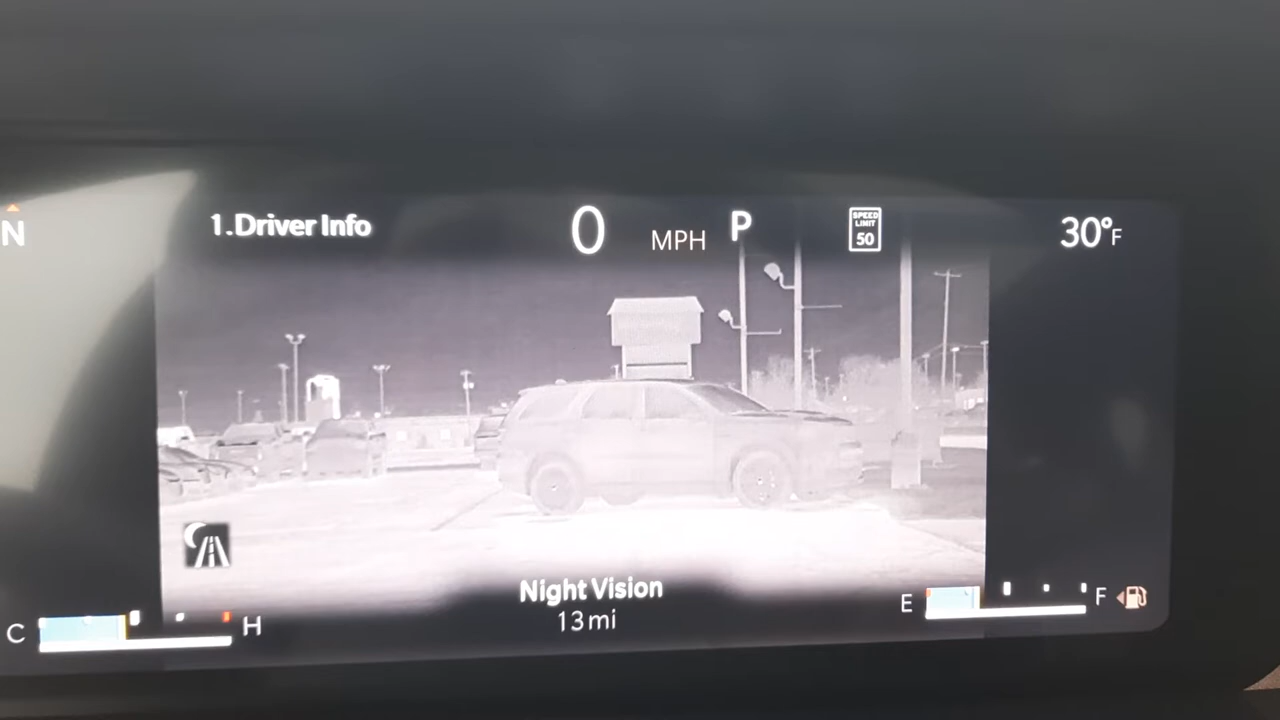 N
1.Driver Info
0 MPH P
SPEED
LIMIT
50
30°F
Night Vision
13mi
C H
E F